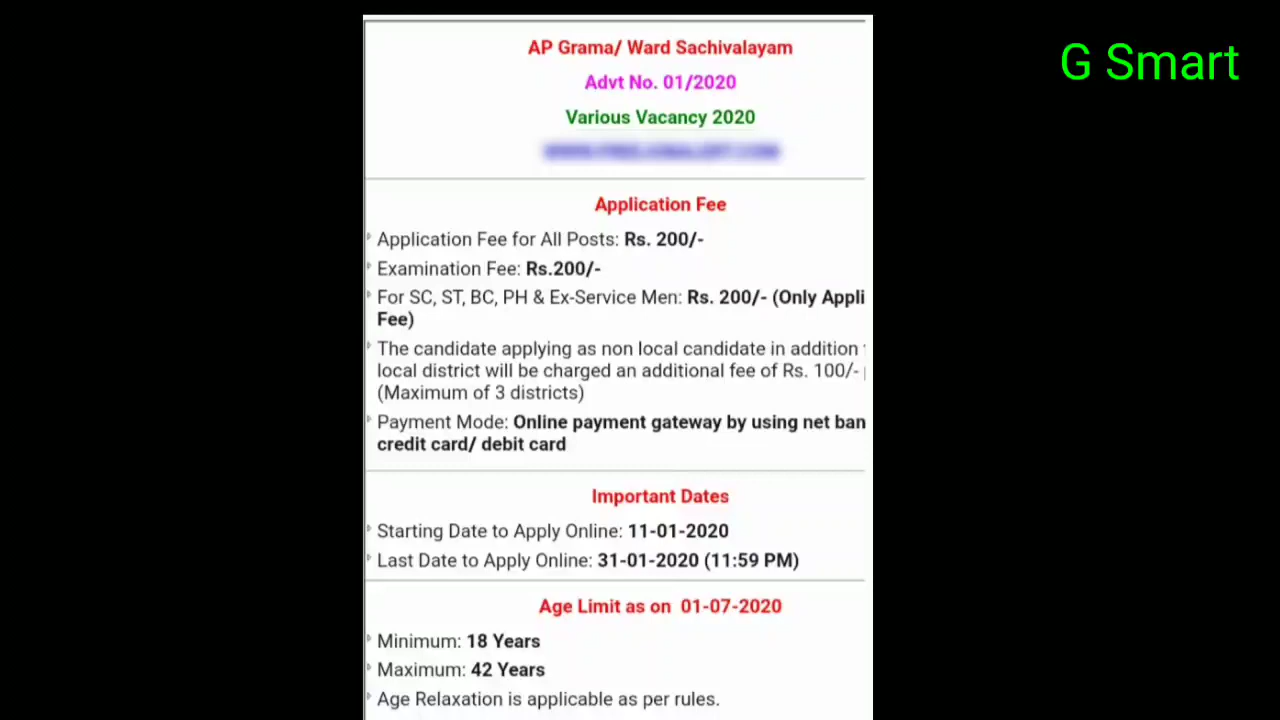 AP Grama/ Ward Sachivalayam
G Smart
Advt No. 01/2020
Various Vacancy 2020
Application Fee
Application Fee for All Posts: Rs. 200/-
Examination Fee: Rs.200/-
For SC, ST, BC, PH & Ex-Service Men: Rs. 200/- (Only Appli
Fee)
The candidate applying as non local candidate in addition
local district will be charged an additional fee of Rs. 100/-
(Maximum of 3 districts)
Payment Mode: Online payment gateway by using net ban
credit card/ debit card
Important Dates
Starting Date to Apply Online: 11-01-2020
Last Date to Apply Online: 31-01-2020 (11:59 PM)
Age Limit as on 01-07-2020
Minimum: 18 Years
Maximum: 42 Years
Age Relaxation is applicable as per rules.